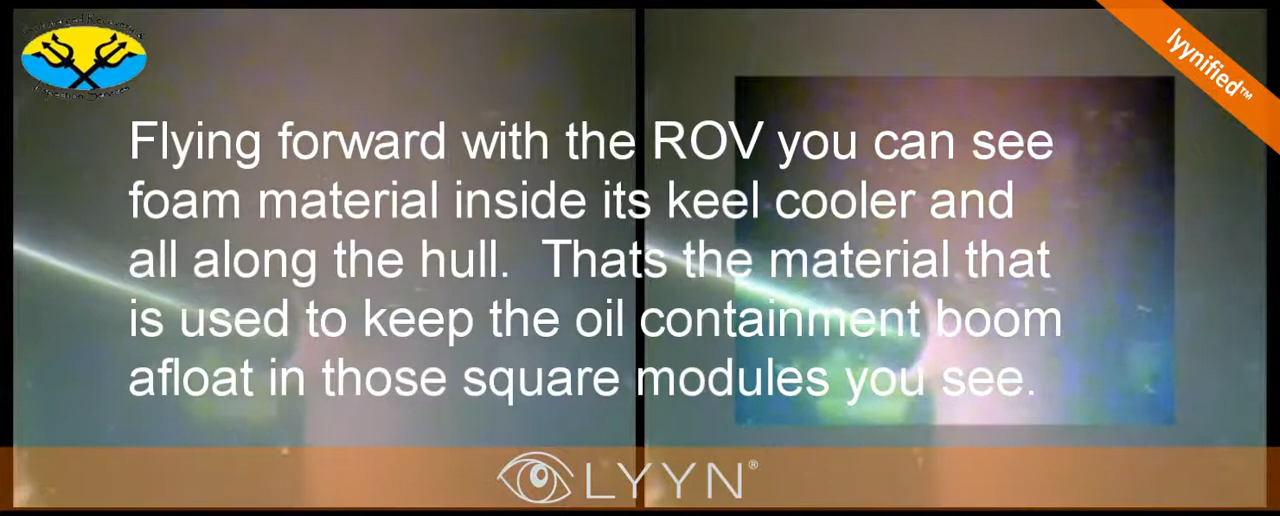 lyynified™
Flying forward with the ROV you can see
foam material inside its keel cooler and
all along the hull.  Thats the material that
is used to keep the oil containment boom
afloat in those square modules you see.
LYYN®